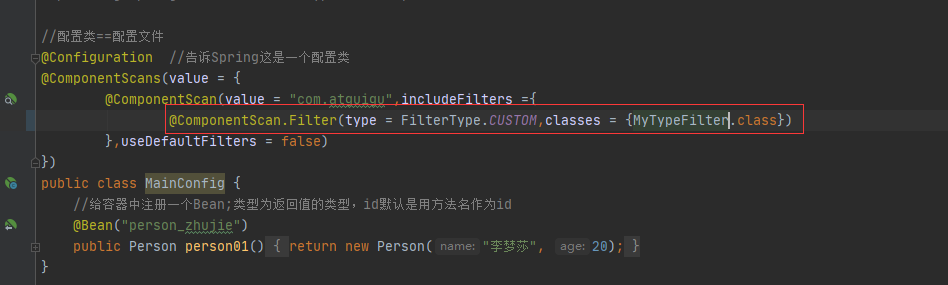 //配置类==配置文件
@Configuration  //告诉Spring这是一个配置类
@ComponentScans(value = {
        @ComponentScan(value = "com.atguigu",includeFilters ={
                @ComponentScan.Filter(type = FilterType.CUSTOM,classes = {MyTypeFilter.class})
        },useDefaultFilters = false)
})
public class MainConfig {
    //给容器中注册一个Bean;类型为返回值的类型，id默认是用方法名作为id
    @Bean("person_zhujie")
    public Person person01() { return new Person( name: "李梦莎", age: 20); }
}